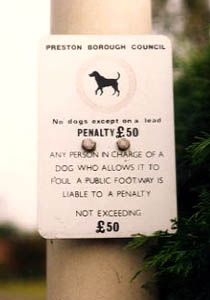 PRESTON BOROUGH COUNCIL
No dogs except on a lead
PENALTY £50
ANY PERSON IN CHARGE OF A
DOG WHO ALLOWS IT TO
FOUL A PUBLIC FOOTWAY IS
LIABLE TO A PENALTY
NOT EXCEEDING
£50